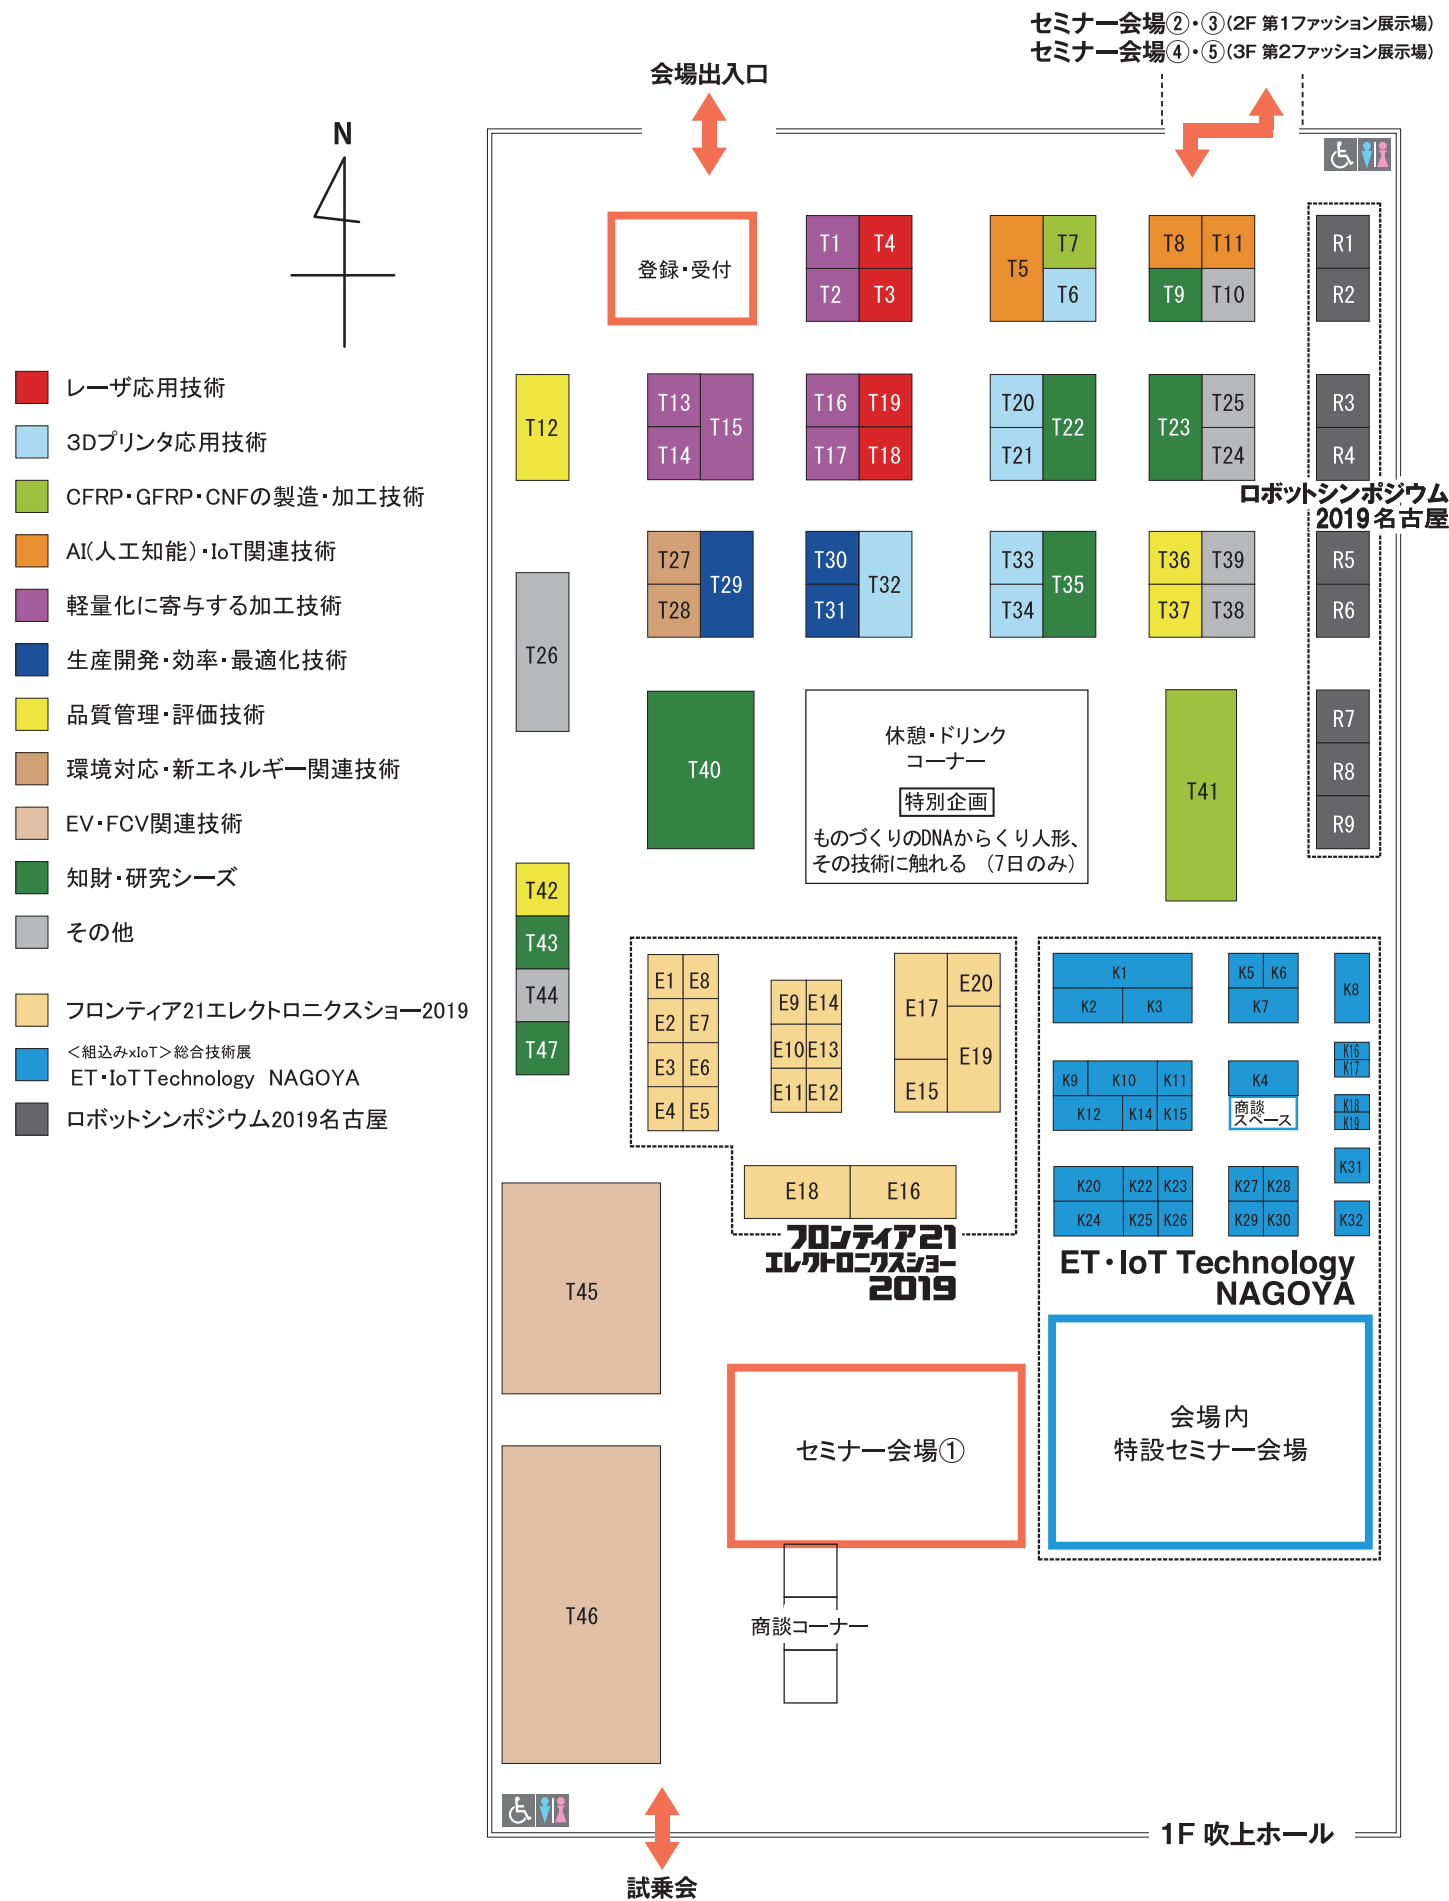 セミナー会場②・③(2F 第1ファッション展示場)
セミナー会場④・⑤(3F 第2ファッション展示場)
会場出入口
N
登録・受付
T1 T4
T2 T3
T5 T7
T6
T8 T11
T9 T10
R1
R2
レーザ応用技術
3Dプリンタ応用技術
CFRP・GFRP・CNFの製造・加工技術
AI(人工知能)・IoT関連技術
軽量化に寄与する加工技術
生産開発・効率・最適化技術
品質管理・評価技術
環境対応・新エネルギー関連技術
EV・FCV関連技術
知財・研究シーズ
その他
フロンティア21エレクトロニクスショー2019
<組込みxIoT>総合技術展
ET・IoT Technology NAGOYA
ロボットシンポジウム2019名古屋
T12
T13 T15
T14
T16 T19
T17 T18
T20 T22
T21
T23 T25
T24
R3
R4
ロボットシンポジウム
2019名古屋
T26
T27 T29
T28
T30 T32
T31
T33 T35
T34
T36 T39
T37 T38
R5
R6
T40
休憩・ドリンク
コーナー
特別企画
ものづくりのDNAからくり人形、
その技術に触れる (7日のみ)
T41
R7
R8
R9
T42
T43
T44
T47
E1 E8
E2 E7
E3 E6
E4 E5
E9 E14
E10 E13
E11 E12
E17 E20
E19
E15
E18 E16
フロンティア21
エレクトロニクスショー
2019
K1
K2 K3
K5 K6
K7
K8
K9 K10 K11
K12 K14 K15
K4
商談
スペース
K16
K17
K18
K19
K31
K20 K22 K23
K24 K25 K26
K27 K28
K29 K30
K32
ET・IoT Technology
NAGOYA
T45
セミナー会場①
会場内
特設セミナー会場
T46
商談コーナー
1F 吹上ホール
試乗会